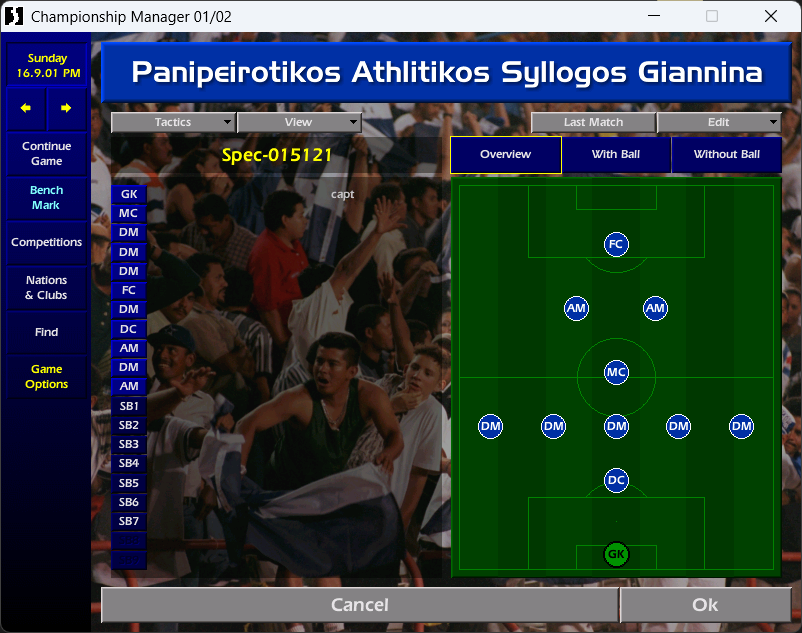 Championship Manager 01/02
Sunday
16.9.01 PM
Continue
Game
Bench
Mark
Competitions
Nations
& Clubs
Find
Game
Options
Panipeirotikos Athlitikos Syllogos Giannina
Tactics
View
Last Match
Edit
Spec-015121
Overview
With Ball
Without Ball
GK capt
MC
DM
DM
DM
FC
DM
DC
AM
DM
AM
SB1
SB2
SB3
SB4
SB5
SB6
SB7
FC
AM AM
MC
DM DM DM DM DM
DC
GK
Cancel
Ok